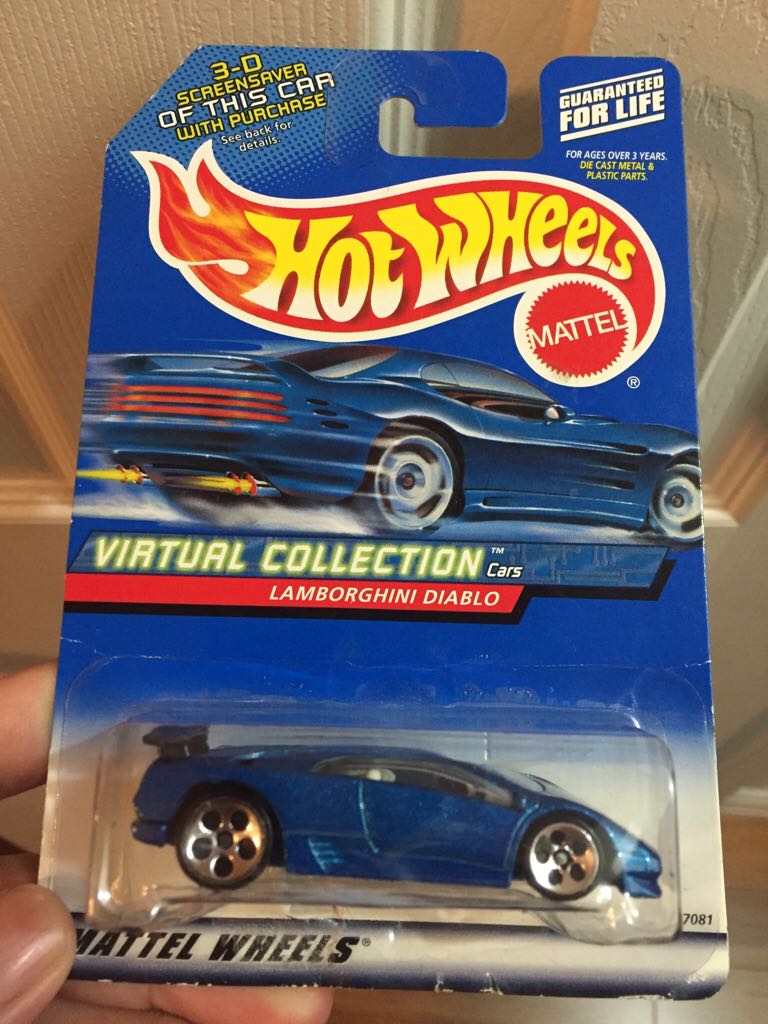 3-D
SCREENSAVER
OF THIS CAR
WITH PURCHASE
See back for
details.
GUARANTEED
FOR LIFE
FOR AGES OVER 3 YEARS.
DIE CAST METAL &
PLASTIC PARTS.
HOT WHEELS
MATTEL
®
VIRTUAL COLLECTION™ Cars
LAMBORGHINI DIABLO
7081
MATTEL WHEELS®